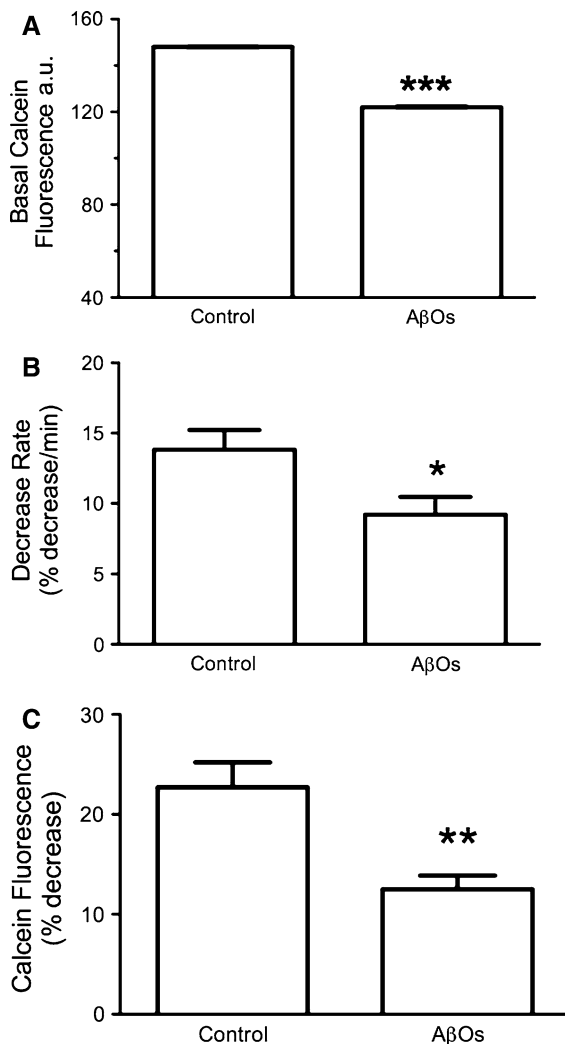 A
Basal Calcein
Fluorescence a.u.
160
120
80
40
***
Control
AβOs
B
Decrease Rate
(% decrease/min)
20
15
10
5
0
*
Control
AβOs
C
Calcein Fluorescence
(% decrease)
30
20
10
0
**
Control
AβOs